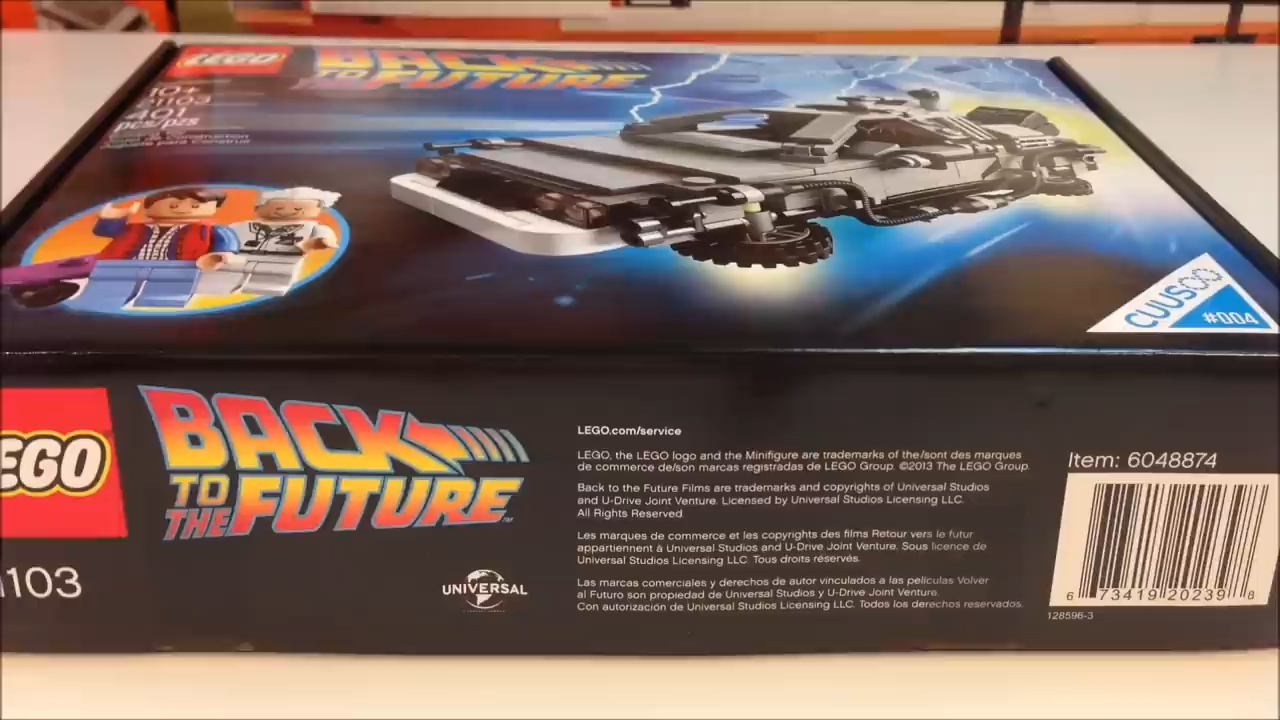 LEGO
BACK
TO THE FUTURE
10+
21103
401
pcs/pzs
Juguete para Construir
CUUSOO
#004
LEGO
BACK
TO
THE FUTURE™
1103
UNIVERSAL
LEGO.com/service
LEGO, the LEGO logo and the Minifigure are trademarks of the/sont des marques
de commerce de/son marcas registradas de LEGO Group. ©2013 The LEGO Group.
Back to the Future Films are trademarks and copyrights of Universal Studios
and U-Drive Joint Venture. Licensed by Universal Studios Licensing LLC.
All Rights Reserved
Les marques de commerce et les copyrights des films Retour vers le futur
appartiennent à Universal Studios and U-Drive Joint Venture. Sous licence de
Universal Studios Licensing LLC. Tous droits réservés.
Las marcas comerciales y derechos de autor vinculados a las películas Volver
al Futuro son propiedad de Universal Studios y U-Drive Joint Venture.
Con autorización de Universal Studios Licensing LLC. Todos los derechos reservados.
Item: 6048874
6 73419 20239 8
128596-3